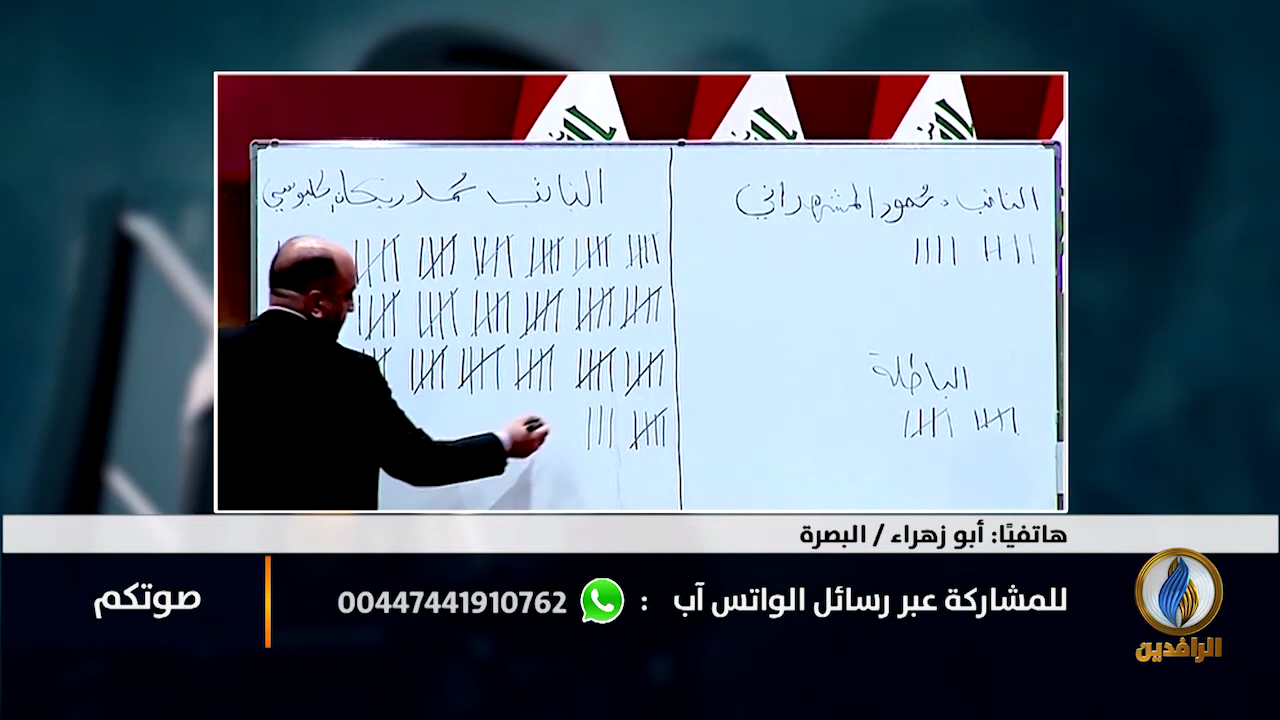 النائب د. محمود المشهداني
النائب محمد ريكان الحلبوسي
الباطلة
هاتفيًا: أبو زهراء / البصرة
للمشاركة عبر رسائل الواتس آب : 00447441910762
صوتكم
الرافدين